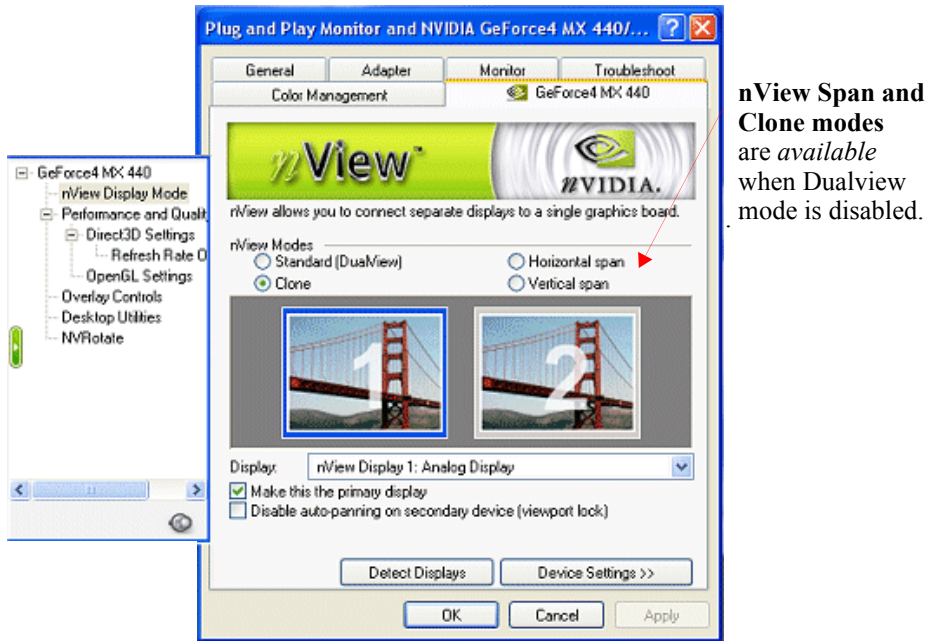 Plug and Play Monitor and NVIDIA GeForce4 MX 440/... ?
General Adapter Monitor Troubleshoot
Color Management GeForce4 MX 440
nView™
nVIDIA.
nView allows you to connect separate displays to a single graphics board.
nView Modes
Standard (DualView) Horizontal span
Clone Vertical span
1 2
Display: nView Display 1: Analog Display
Make this the primary display
Disable auto-panning on secondary device (viewport lock)
Detect Displays Device Settings >>
OK Cancel Apply
GeForce4 MX 440
nView Display Mode
Performance and Qualit
Direct3D Settings
Refresh Rate O
OpenGL Settings
Overlay Controls
Desktop Utilities
NVRotate
nView Span and
Clone modes
are available
when Dualview
mode is disabled.